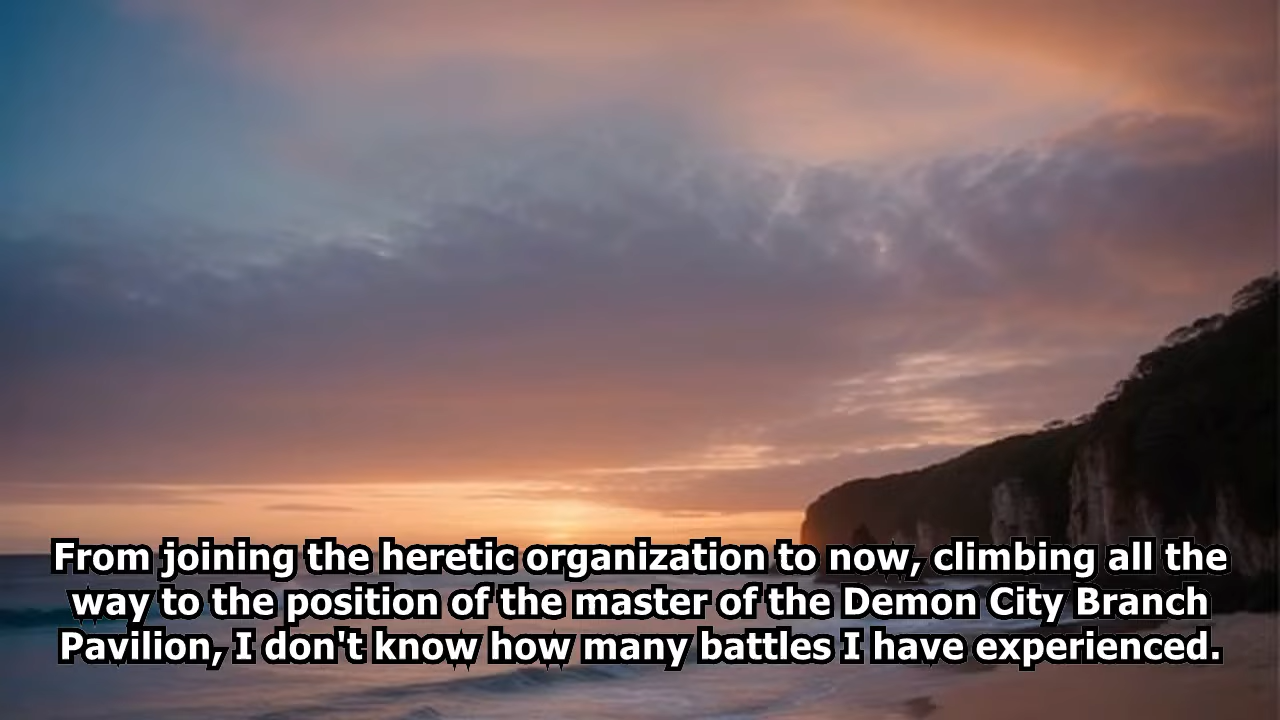 From joining the heretic organization to now, climbing all the
way to the position of the master of the Demon City Branch
Pavilion, I don't know how many battles I have experienced.